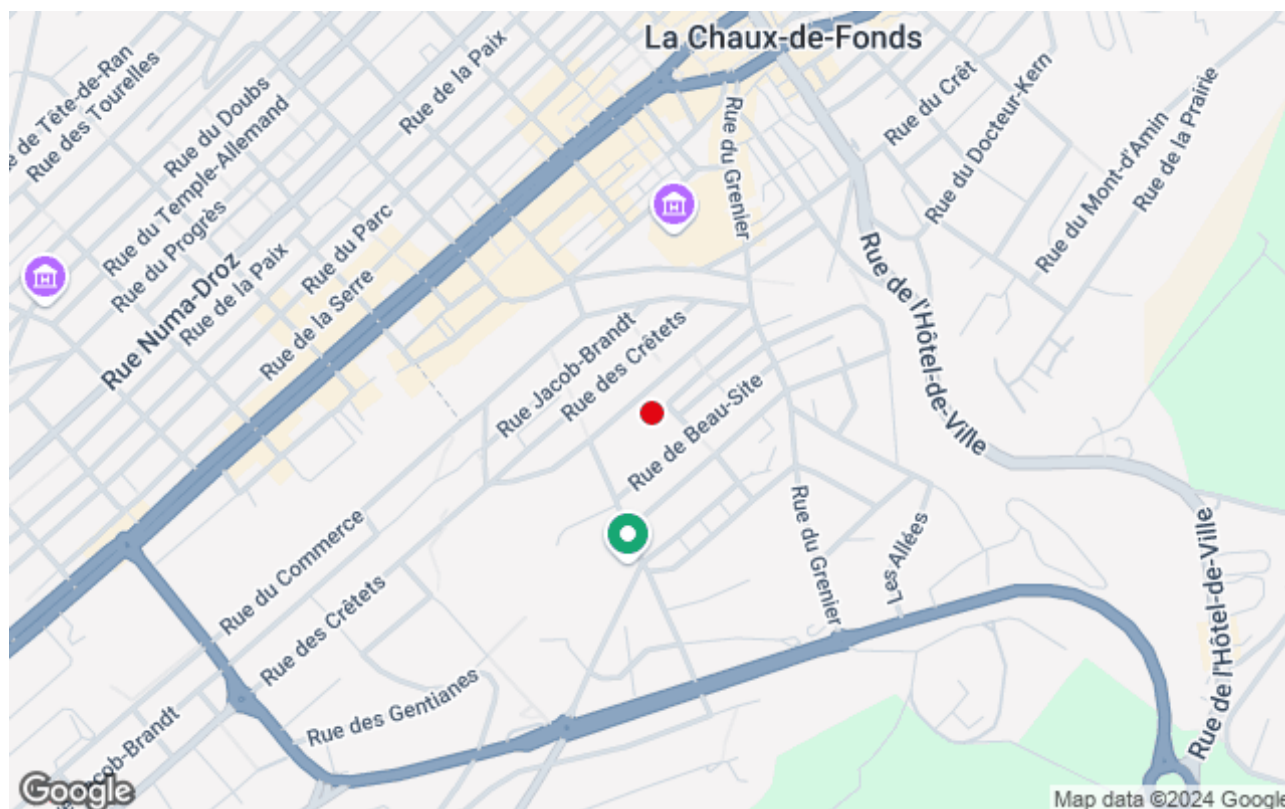 La Chaux-de-Fonds
de Tête-de-Ran
Rue des Tourelles
Rue du Doubs
Rue du Temple-Allemand
Rue du Progrès
Rue de la Paix
Rue de la Paix
Rue Numa-Droz
Rue du Parc
Rue de la Serre
Rue du Grenier
Rue du Crêt
Rue du Docteur-Kern
Rue du Mont-d'Amin
Rue de la Prairie
Rue de l'Hôtel-de-Ville
Rue Jacob-Brandt
Rue des Crêtets
Rue de Beau-Site
Rue du Grenier
Les Allées
Rue de l'Hôtel-de-Ville
Rue du Commerce
Rue des Crêtets
Rue des Gentianes
Jacob-Brandt
Google
Map data ©2024 Google